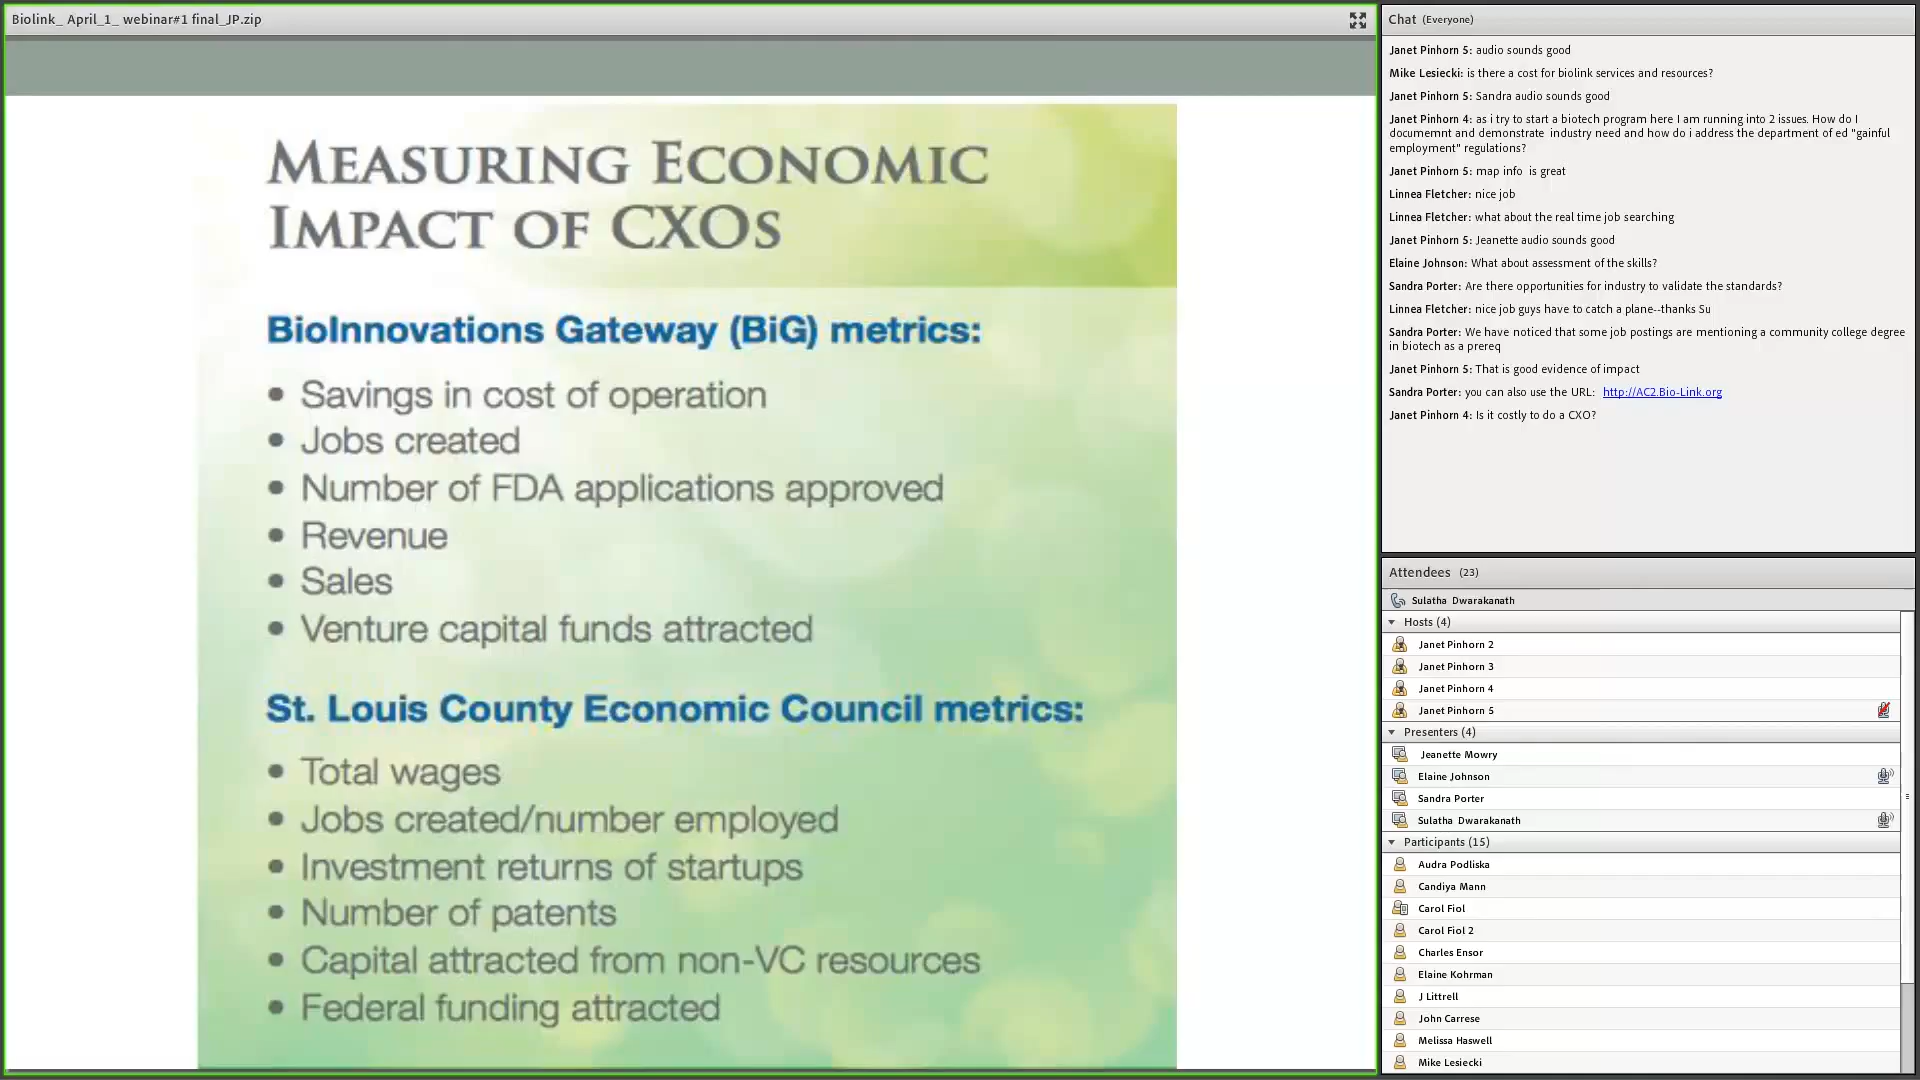 Biolink_ April_1_ webinar#1 final_JP.zip
MEASURING ECONOMIC
IMPACT OF CXOS
BioInnovations Gateway (BiG) metrics:
• Savings in cost of operation
• Jobs created
• Number of FDA applications approved
• Revenue
• Sales
• Venture capital funds attracted
St. Louis County Economic Council metrics:
• Total wages
• Jobs created/number employed
• Investment returns of startups
• Number of patents
• Capital attracted from non-VC resources
• Federal funding attracted
Chat (Everyone)
Janet Pinhorn 5: audio sounds good
Mike Lesiecki: is there a cost for biolink services and resources?
Janet Pinhorn 5: Sandra audio sounds good
Janet Pinhorn 4: as i try to start a biotech program here I am running into 2 issues. How do I
documemnt and demonstrate industry need and how do i address the department of ed "gainful
employment" regulations?
Janet Pinhorn 5: map info is great
Linnea Fletcher: nice job
Linnea Fletcher: what about the real time job searching
Janet Pinhorn 5: Jeanette audio sounds good
Elaine Johnson: What about assessment of the skills?
Sandra Porter: Are there opportunities for industry to validate the standards?
Linnea Fletcher: nice job guys have to catch a plane--thanks Su
Sandra Porter: We have noticed that some job postings are mentioning a community college degree
in biotech as a prereq
Janet Pinhorn 5: That is good evidence of impact
Sandra Porter: you can also use the URL: http://AC2.Bio-Link.org
Janet Pinhorn 4: Is it costly to do a CXO?
Attendees (23)
Sulatha Dwarakanath
Hosts (4)
Janet Pinhorn 2
Janet Pinhorn 3
Janet Pinhorn 4
Janet Pinhorn 5
Presenters (4)
Jeanette Mowry
Elaine Johnson
Sandra Porter
Sulatha Dwarakanath
Participants (15)
Audra Podliska
Candiya Mann
Carol Fiol
Carol Fiol 2
Charles Ensor
Elaine Kohrman
J Littrell
John Carrese
Melissa Haswell
Mike Lesiecki